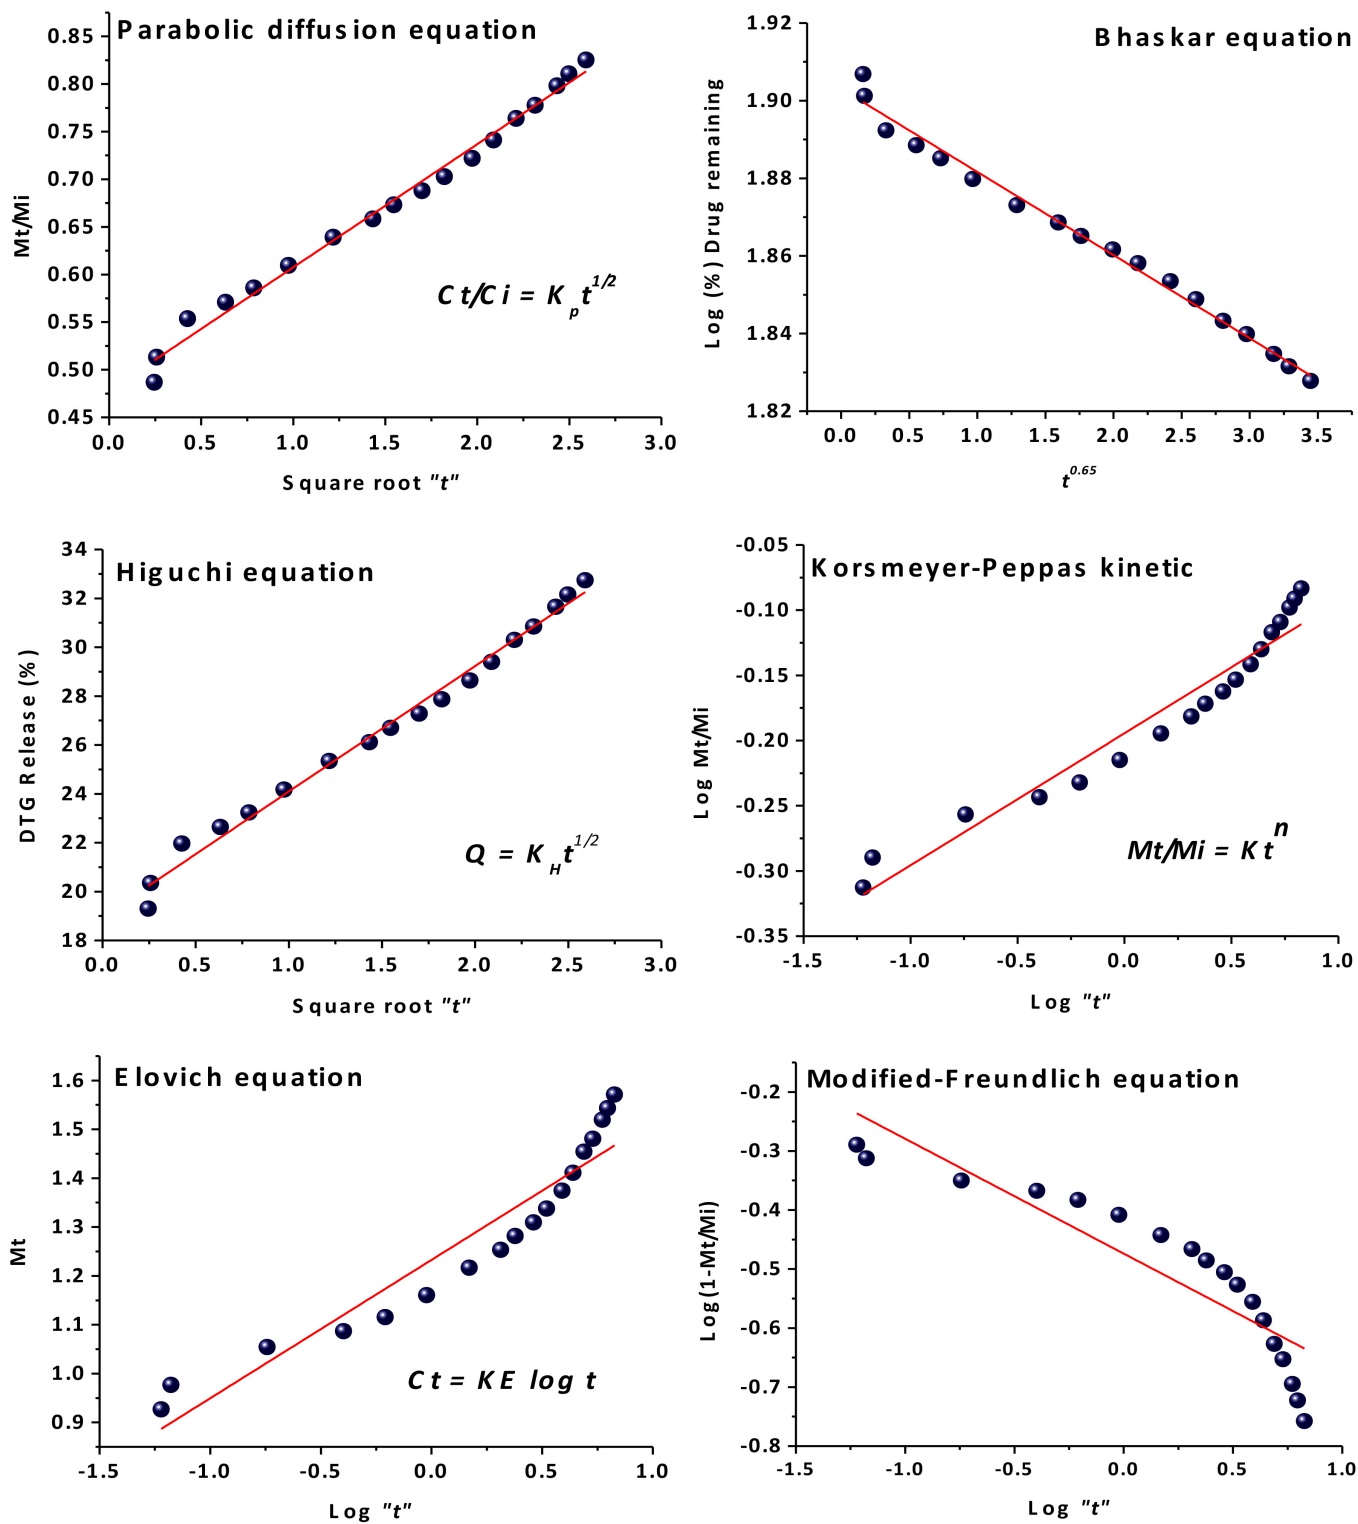 Parabolic diffusion equation
0.85
0.80
0.75
0.70
0.65
0.60
0.55
0.50
0.45
Mt/Mi
Ct/Ci = Kp t1/2
0.0 0.5 1.0 1.5 2.0 2.5 3.0
Square root "t"
Bhaskar equation
1.92
1.90
1.88
1.86
1.84
1.82
Log (%) Drug remaining
0.0 0.5 1.0 1.5 2.0 2.5 3.0 3.5
t0.65
Higuchi equation
34
32
30
28
26
24
22
20
18
DTG Release (%)
Q = KH t1/2
0.0 0.5 1.0 1.5 2.0 2.5 3.0
Square root "t"
Korsmeyer-Peppas kinetic
-0.05
-0.10
-0.15
-0.20
-0.25
-0.30
-0.35
Log Mt/Mi
Mt/Mi = Kt n
-1.5 -1.0 -0.5 0.0 0.5 1.0
Log "t"
Elovich equation
1.6
1.5
1.4
1.3
1.2
1.1
1.0
0.9
Mt
Ct = KE log t
-1.5 -1.0 -0.5 0.0 0.5 1.0
Log "t"
Modified-Freundlich equation
-0.2
-0.3
-0.4
-0.5
-0.6
-0.7
-0.8
Log(1-Mt/Mi)
-1.5 -1.0 -0.5 0.0 0.5 1.0
Log "t"